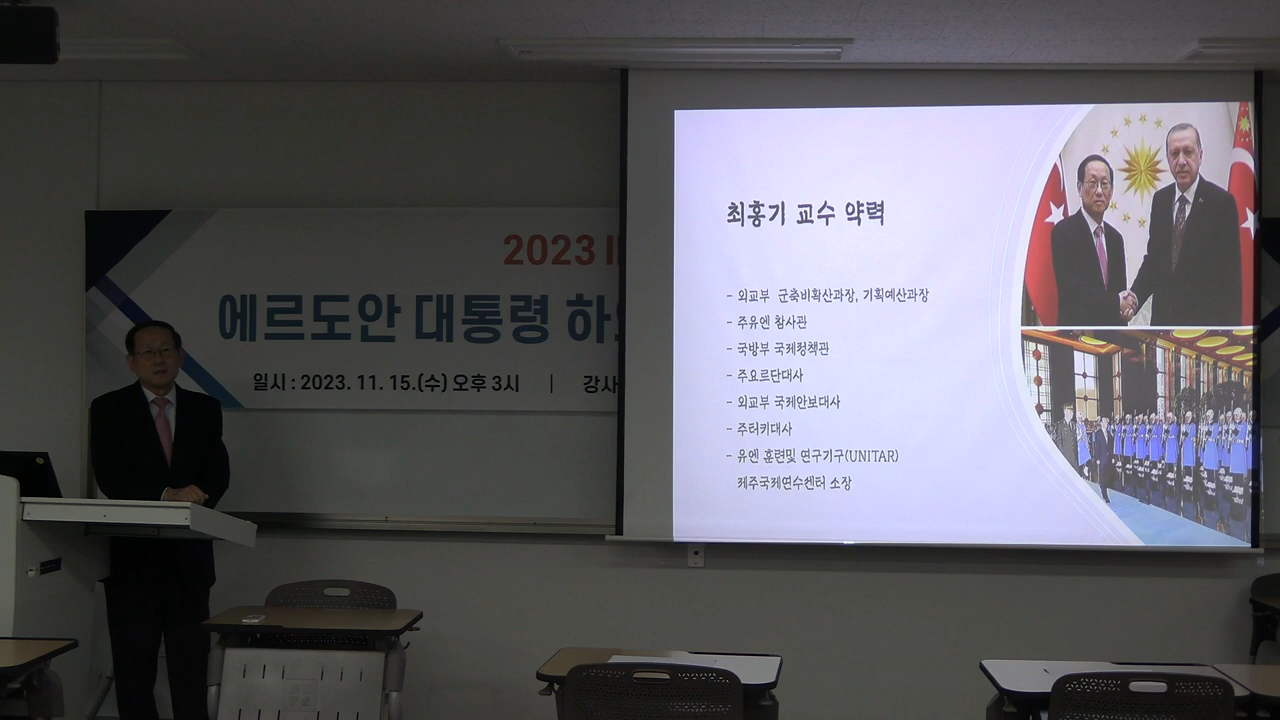 2023
에르도안 대통령 하
일시 : 2023. 11. 15.(수) 오후 3시 | 강사
최홍기 교수 약력
- 외교부 군축비확산과장, 기획예산과장
- 주유엔 참사관
- 국방부 국제정책관
- 주요르단대사
- 외교부 국제안보대사
- 주터키대사
- 유엔 훈련및 연구기구(UNITAR)
제주국제연수센터 소장